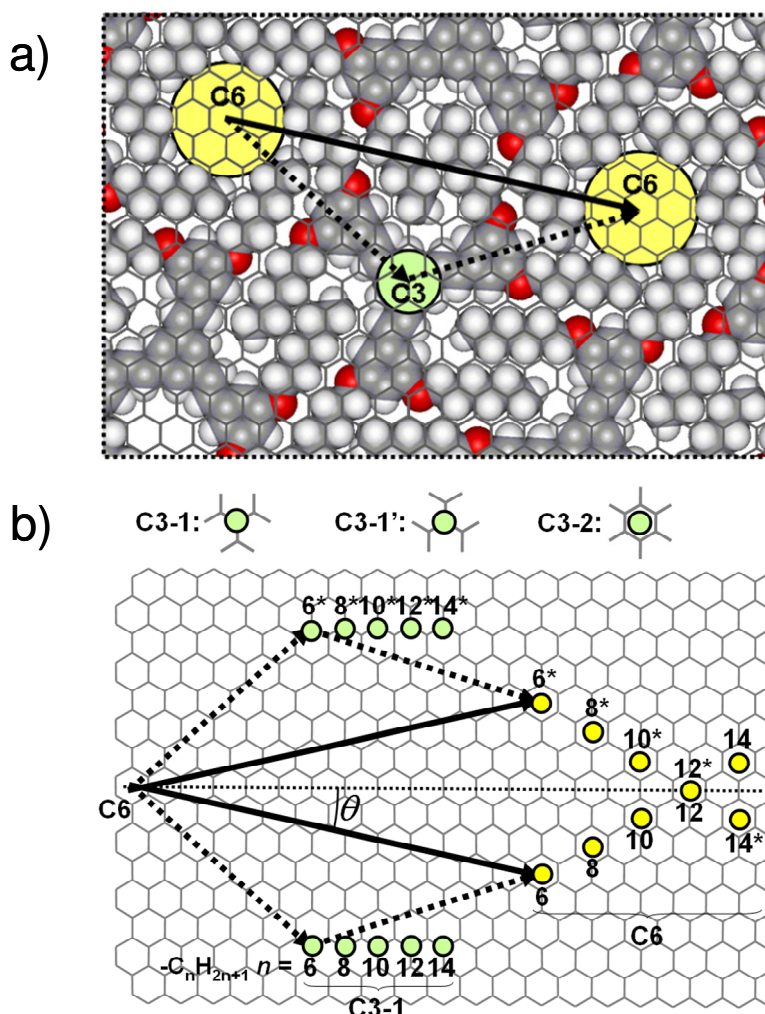 a)
C6
C6
C3
b)
C3-1: C3-1’: C3-2:
6* 8* 10* 12* 14*
6*
8*
10* 14
12*
C6
θ
12
10 14*
8
6
C6
-CnH2n+1 n = 6 8 10 12 14
C3-1